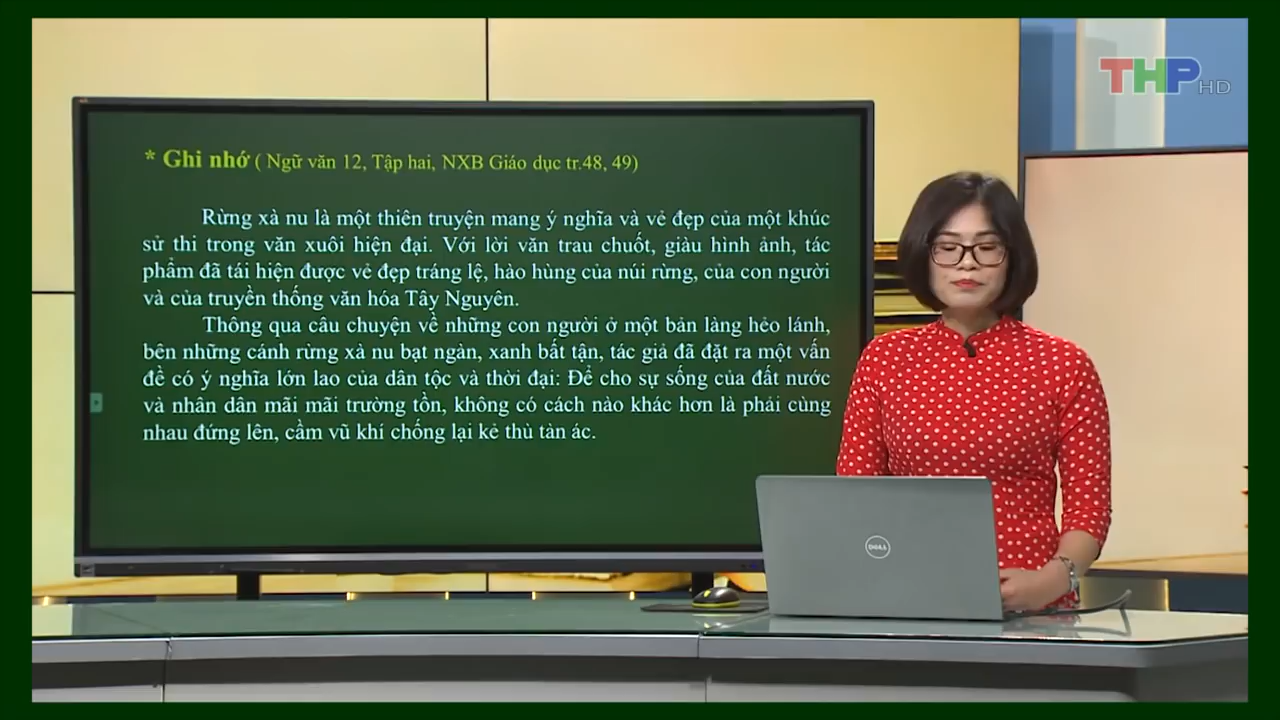 THP HD
* Ghi nhớ ( Ngữ văn 12, Tập hai, NXB Giáo dục tr.48, 49)
Rừng xà nu là một thiên truyện mang ý nghĩa và vẻ đẹp của một khúc
sử thi trong văn xuôi hiện đại. Với lời văn trau chuốt, giàu hình ảnh, tác
phẩm đã tái hiện được vẻ đẹp tráng lệ, hào hùng của núi rừng, của con người
và của truyền thống văn hóa Tây Nguyên.
Thông qua câu chuyện về những con người ở một bản làng hẻo lánh,
bên những cánh rừng xà nu bạt ngàn, xanh bất tận, tác giả đã đặt ra một vấn
đề có ý nghĩa lớn lao của dân tộc và thời đại: Để cho sự sống của đất nước
và nhân dân mãi mãi trường tồn, không có cách nào khác hơn là phải cùng
nhau đứng lên, cầm vũ khí chống lại kẻ thù tàn ác.
DELL